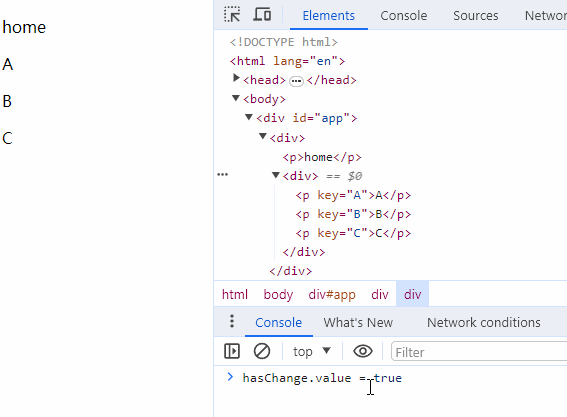 home
A
B
C
Elements Console Sources Networ
<!DOCTYPE html>
<html lang="en">
<head> ⋯ </head>
<body>
<div id="app">
<div>
<p>home</p>
<div> == $0
<p key="A">A</p>
<p key="B">B</p>
<p key="C">C</p>
</div>
</div>
html body div#app div div
Console What's New Network conditions
top Filter
hasChange.value = true